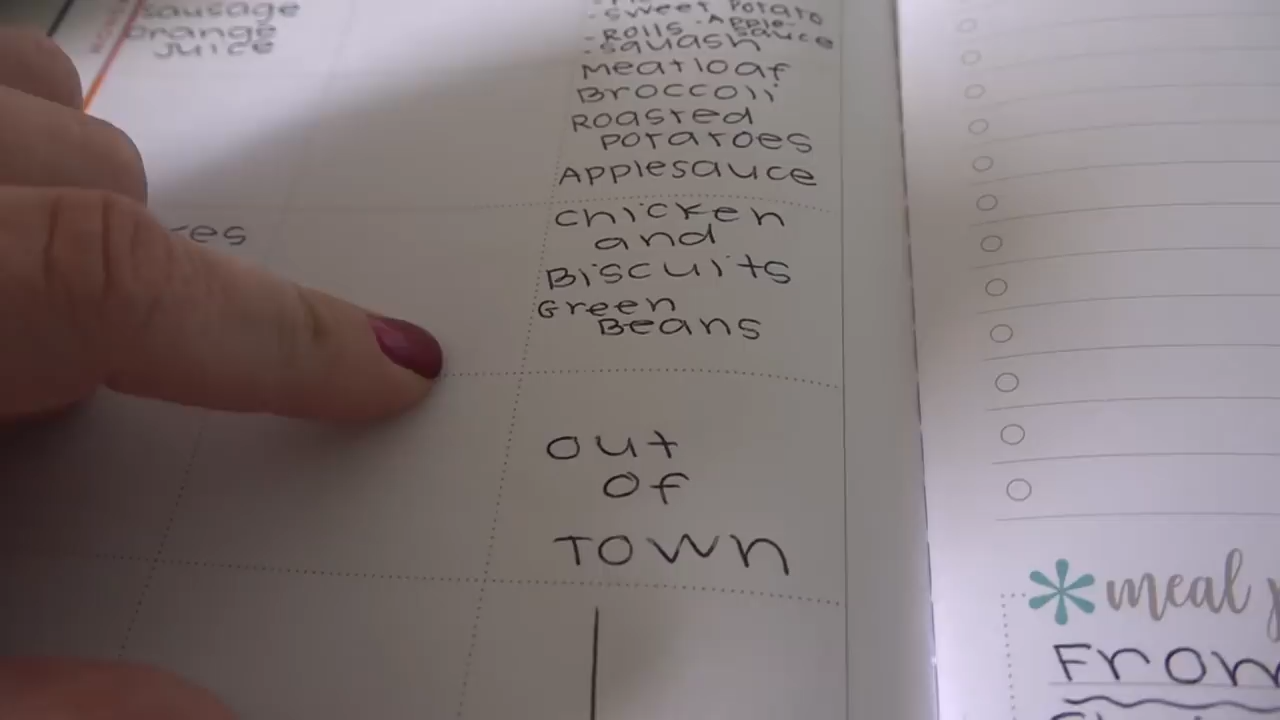 sausage
orange
juice
res
-sweet potato
-Rolls -Apple
sauce
-squash
meatloaf
Broccoli
Roasted
potatoes
Applesauce
chicken
and
Biscuits
Green
Beans
out
of
Town
meal
From